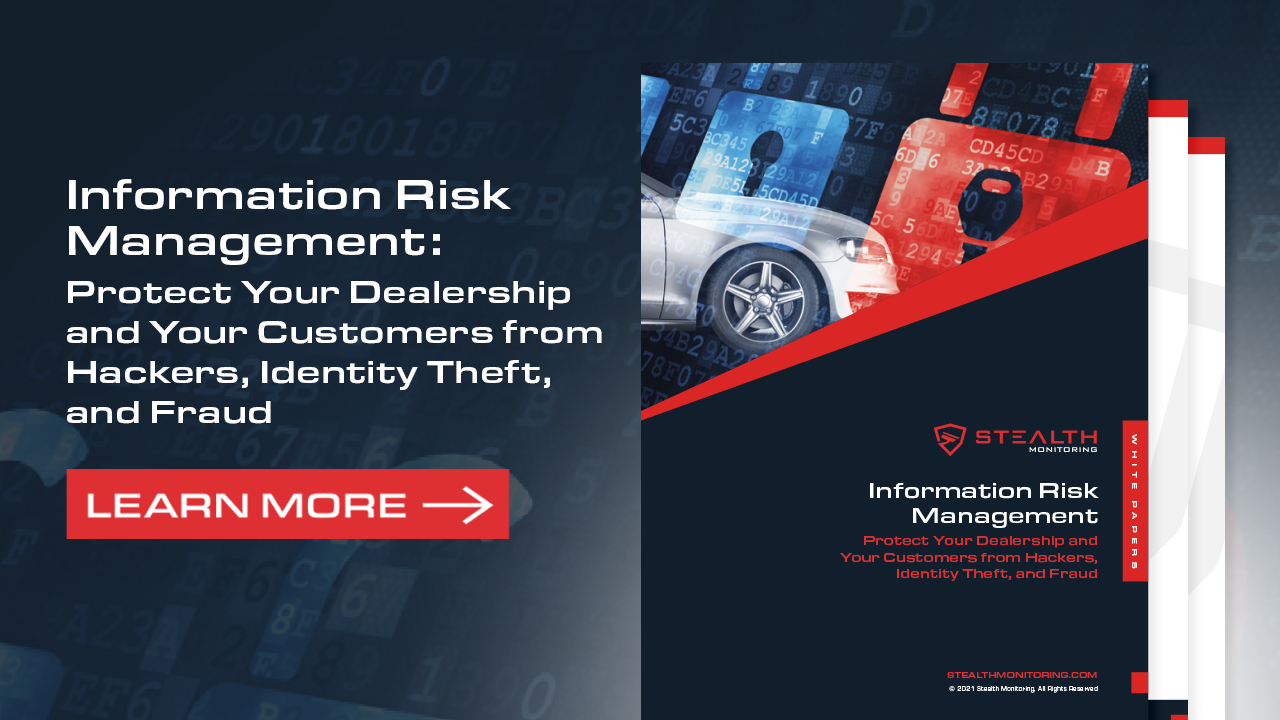 Information Risk
Management:
Protect Your Dealership
and Your Customers from
Hackers, Identity Theft,
and Fraud
LEARN MORE
STEALTH
MONITORING
WHITE PAPERS
Information Risk
Management
Protect Your Dealership and
Your Customers from Hackers,
Identity Theft, and Fraud
STEALTHMONITORING.COM
© 2021 Stealth Monitoring. All Rights Reserved